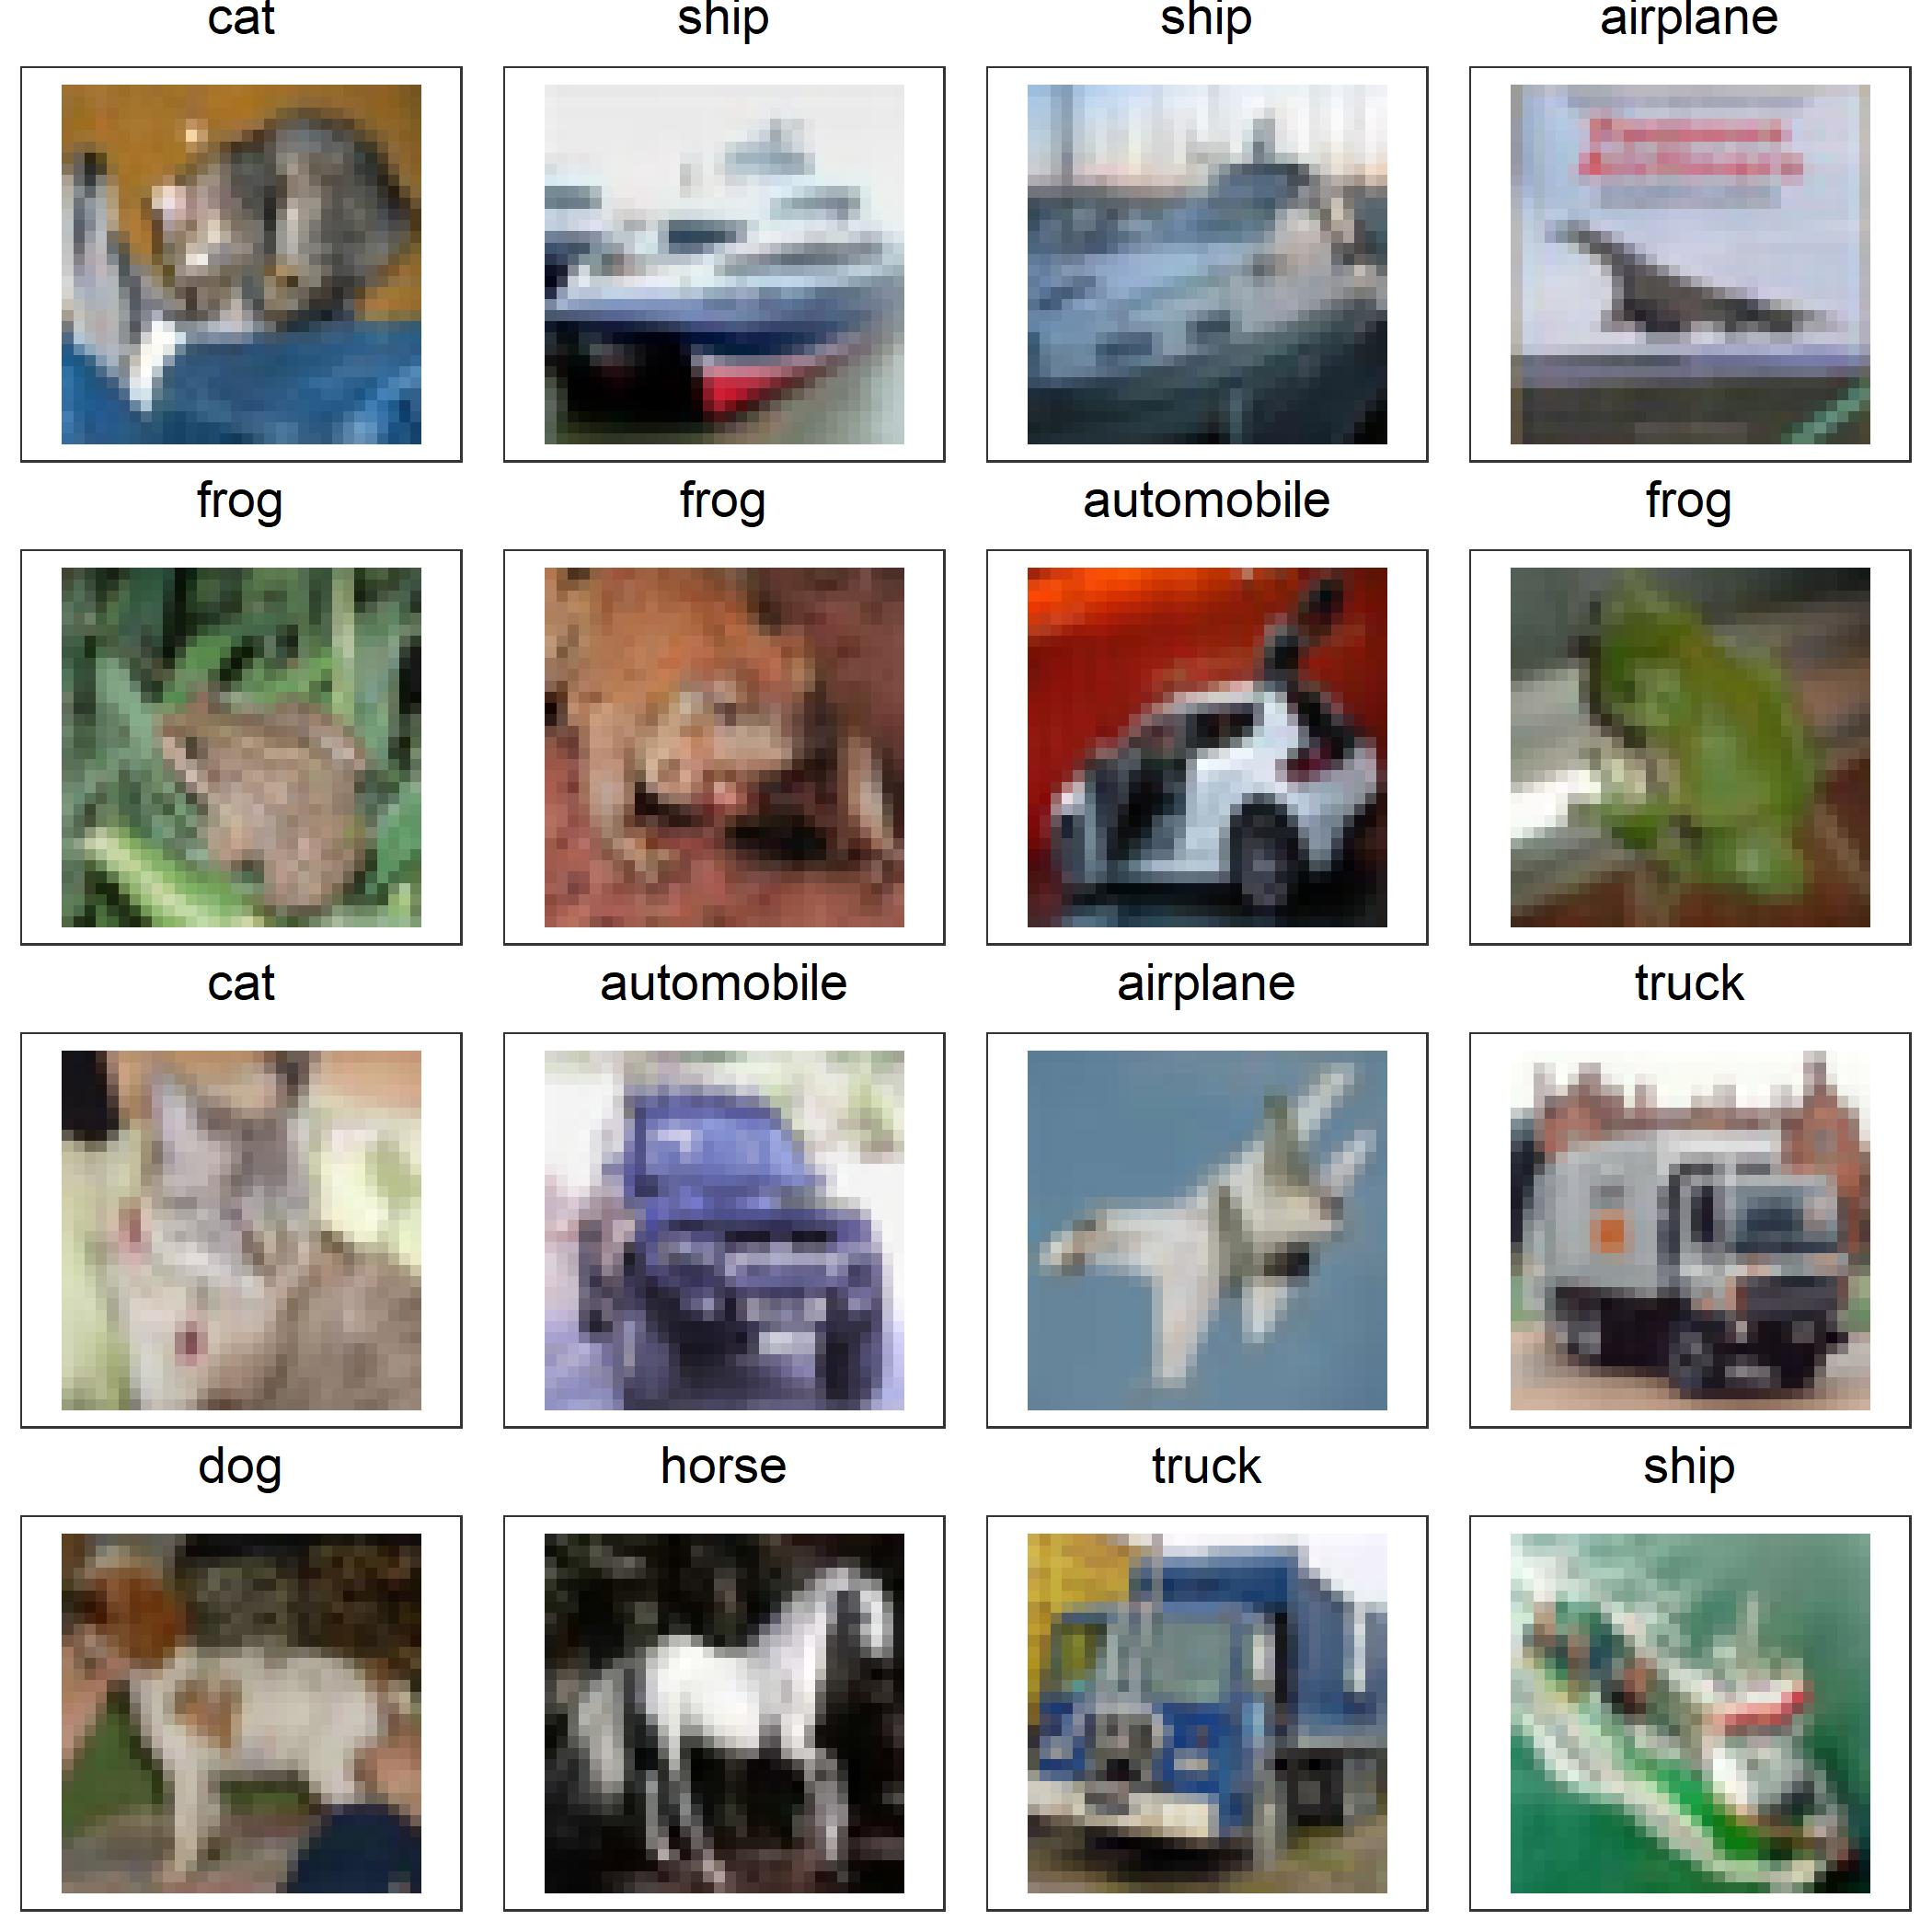 cat ship ship airplane
frog frog automobile frog
cat automobile airplane truck
dog horse truck ship